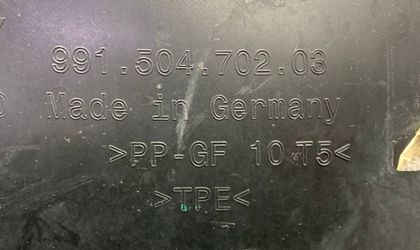 991.504.702.03
Made in Germany
>PP-GF 10 T5<
>TPE<